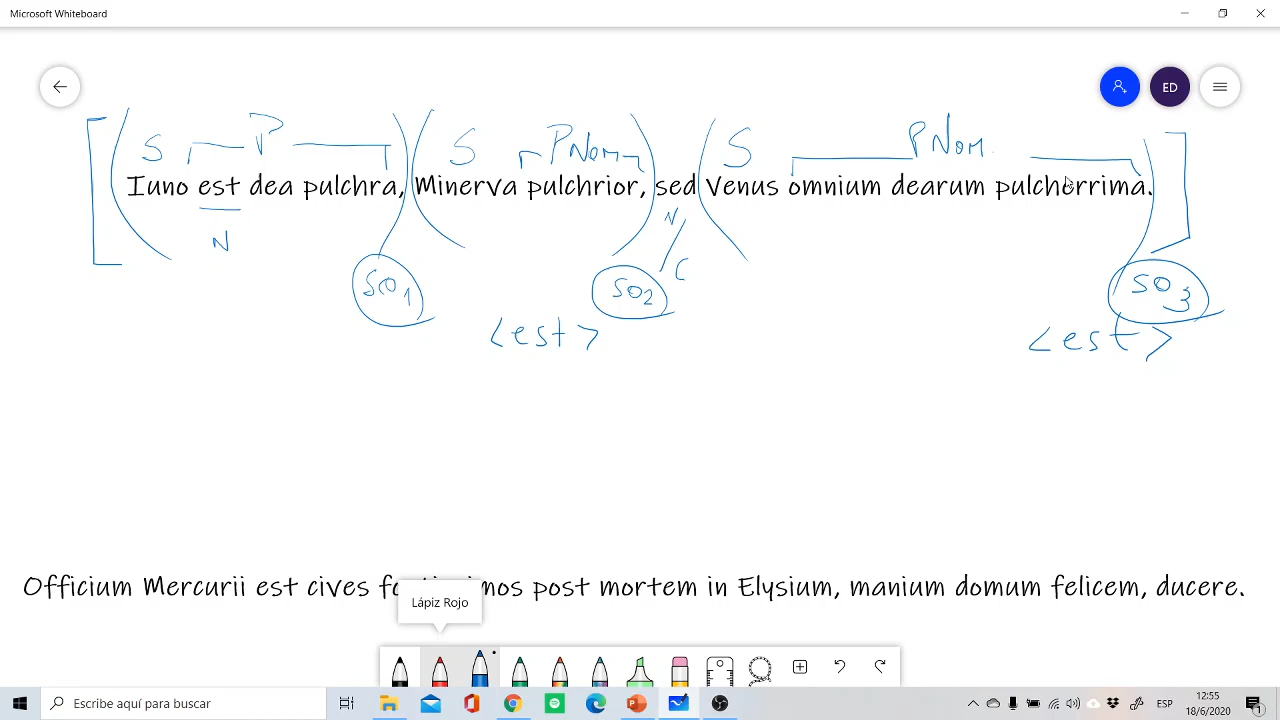 Microsoft Whiteboard
ED
S P S PNom S PNom.
Iuno est dea pulchra, Minerva pulchrior, sed Venus omnium dearum pulcherrima.
N N/C
SO1 SO2 SO3
<est> <est>
Officium Mercurii est cives post mortem in Elysium, manium domum felicem, ducere.
Lápiz Rojo
Escribe aquí para buscar
ESP
12:55
18/6/2020
1